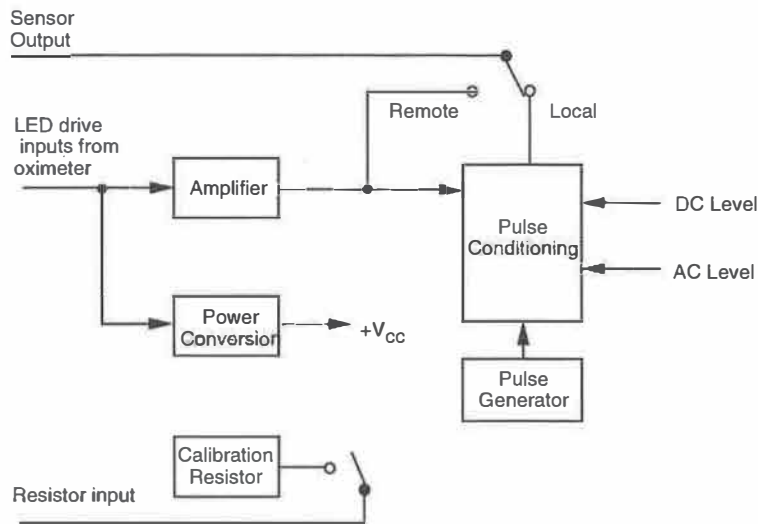 Sensor
Output
Remote
Local
LED drive
inputs from
oximeter
Amplifier
Pulse
Conditioning
DC Level
AC Level
Power
Conversion
+VCC
Pulse
Generator
Calibration
Resistor
Resistor input